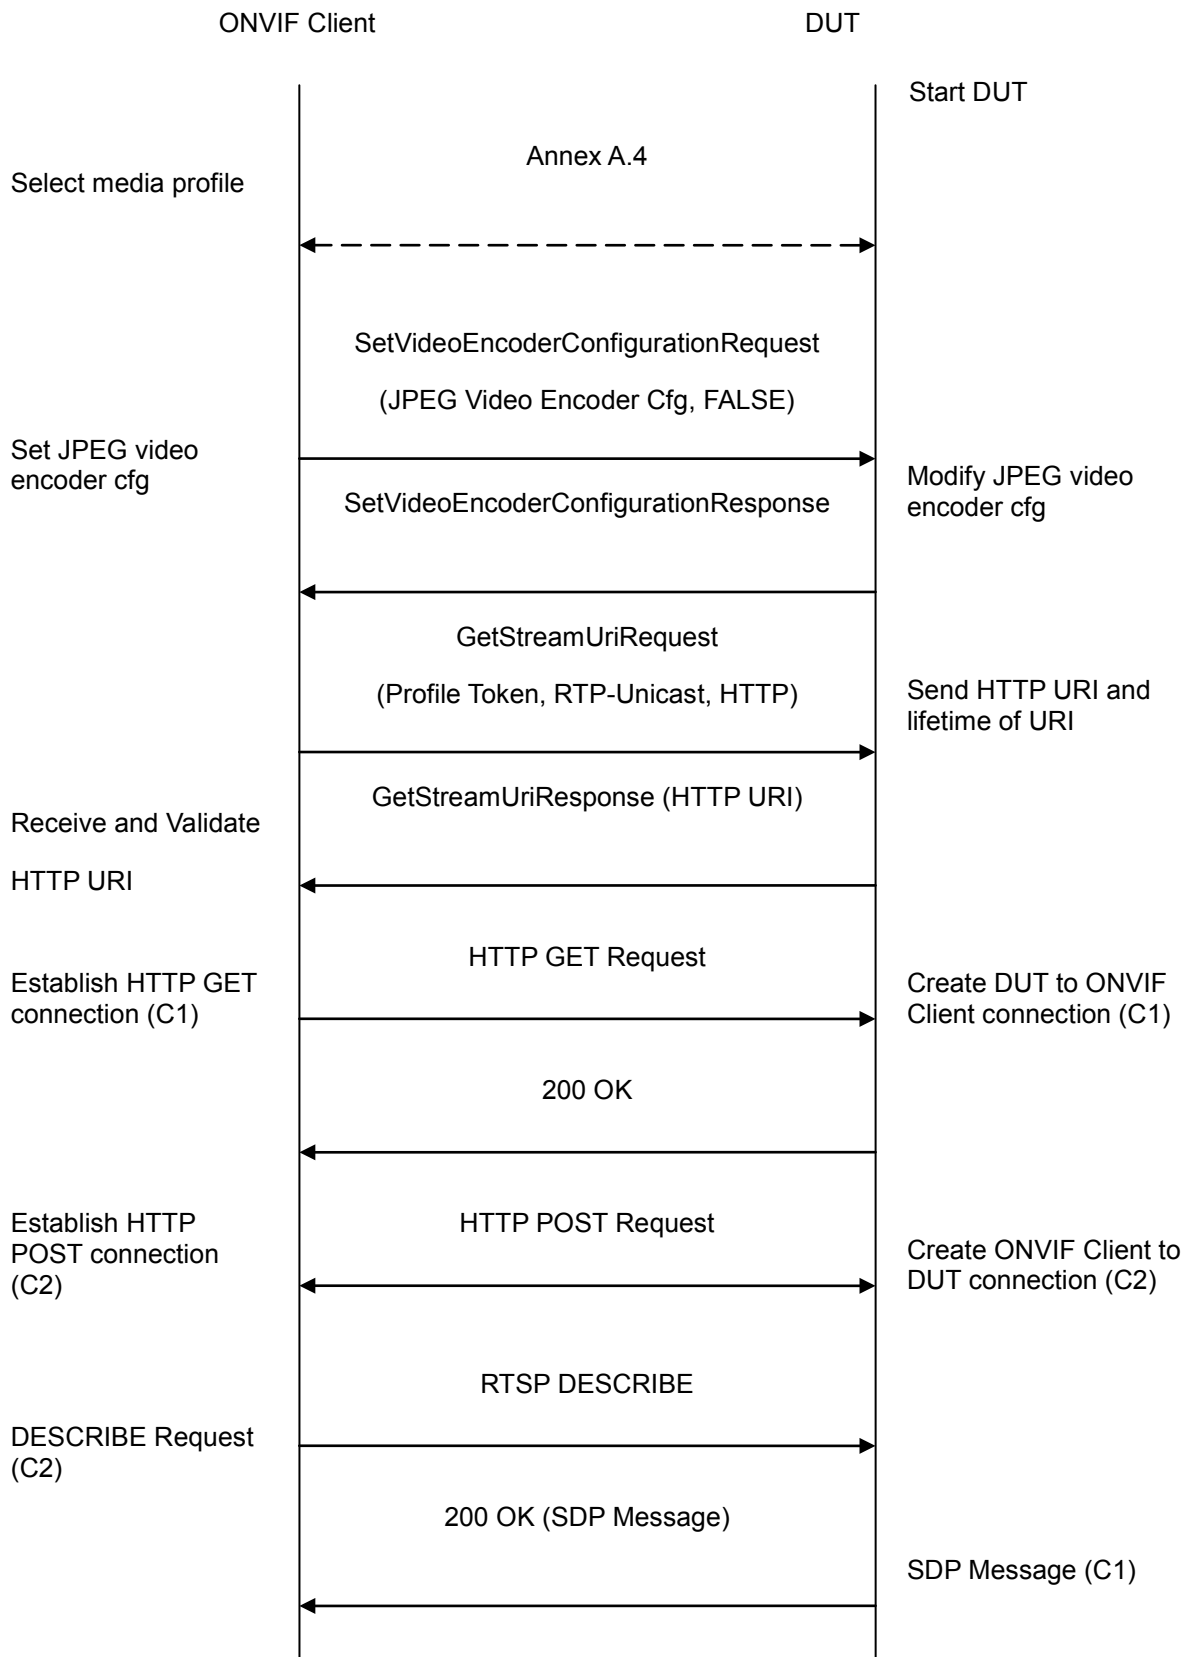 ONVIF Client
DUT
Start DUT
Annex A.4
Select media profile
SetVideoEncoderConfigurationRequest
(JPEG Video Encoder Cfg, FALSE)
Set JPEG video
encoder cfg
Modify JPEG video
encoder cfg
SetVideoEncoderConfigurationResponse
GetStreamUriRequest
(Profile Token, RTP-Unicast, HTTP)
Send HTTP URI and
lifetime of URI
GetStreamUriResponse (HTTP URI)
Receive and Validate
HTTP URI
HTTP GET Request
Establish HTTP GET
connection (C1)
Create DUT to ONVIF
Client connection (C1)
200 OK
HTTP POST Request
Establish HTTP
POST connection
(C2)
Create ONVIF Client to
DUT connection (C2)
RTSP DESCRIBE
DESCRIBE Request
(C2)
200 OK (SDP Message)
SDP Message (C1)